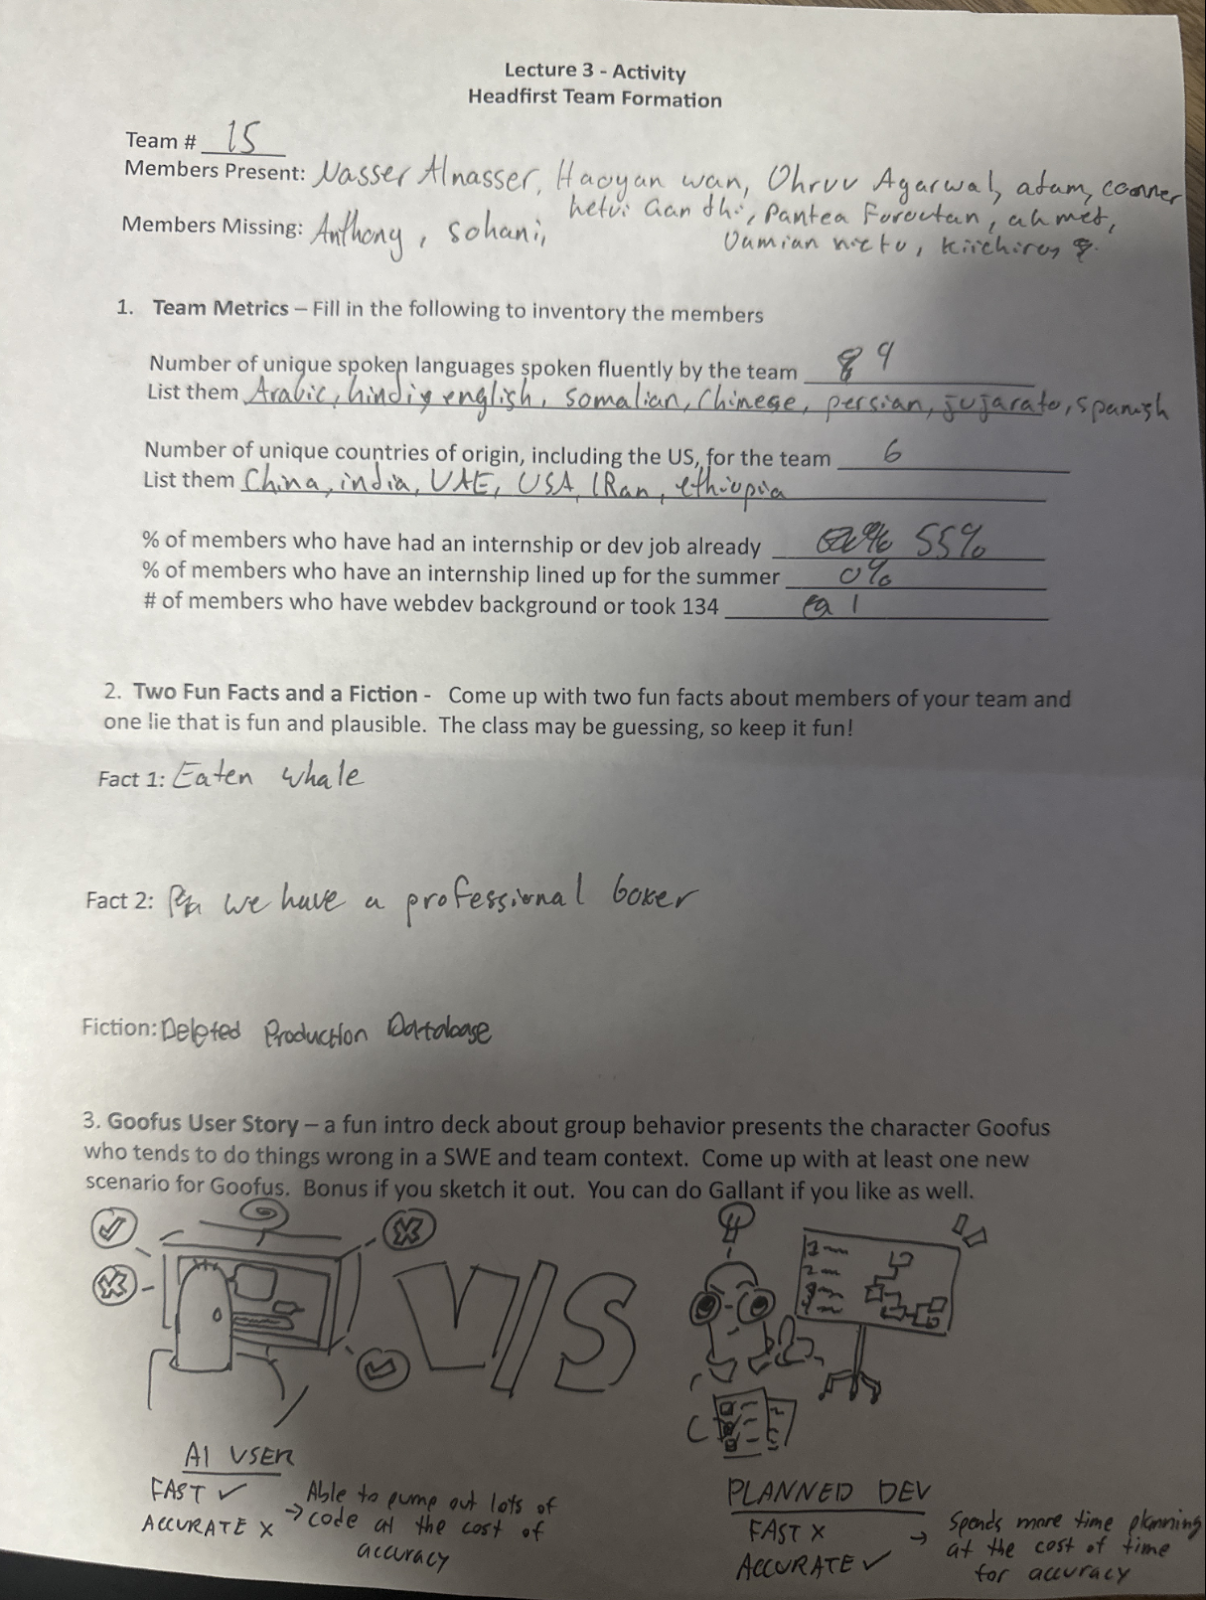 Lecture 3 - Activity
Headfirst Team Formation
Team # 15
Members Present: Nasser Alnasser, Haoyan wan, Dhruv Agarwal, adam, conner
hetvi Gandhi, Pantea Foroutan, ahmet,
Damian nieto, Kiichiroy
Members Missing: Anthony, Sohani,
1. Team Metrics – Fill in the following to inventory the members
Number of unique spoken languages spoken fluently by the team 9
List them Arabic, hindi, english, Somalian, Chinese, persian, jujarato, spanish
Number of unique countries of origin, including the US, for the team 6
List them China, india, UAE, USA, IRan, ethiopia
% of members who have had an internship or dev job already 55%
% of members who have an internship lined up for the summer 0%
# of members who have webdev background or took 134 1
2. Two Fun Facts and a Fiction - Come up with two fun facts about members of your team and
one lie that is fun and plausible. The class may be guessing, so keep it fun!
Fact 1: Eaten whale
Fact 2: we have a professional boxer
Fiction: Deleted Production Database
3. Goofus User Story – a fun intro deck about group behavior presents the character Goofus
who tends to do things wrong in a SWE and team context. Come up with at least one new
scenario for Goofus. Bonus if you sketch it out. You can do Gallant if you like as well.
V/S
AI USER
FAST ✓
ACCURATE X
→ Able to pump out lots of
code at the cost of
accuracy
PLANNED DEV
FAST X
ACCURATE ✓
→ Spends more time planning
at the cost of time
for accuracy